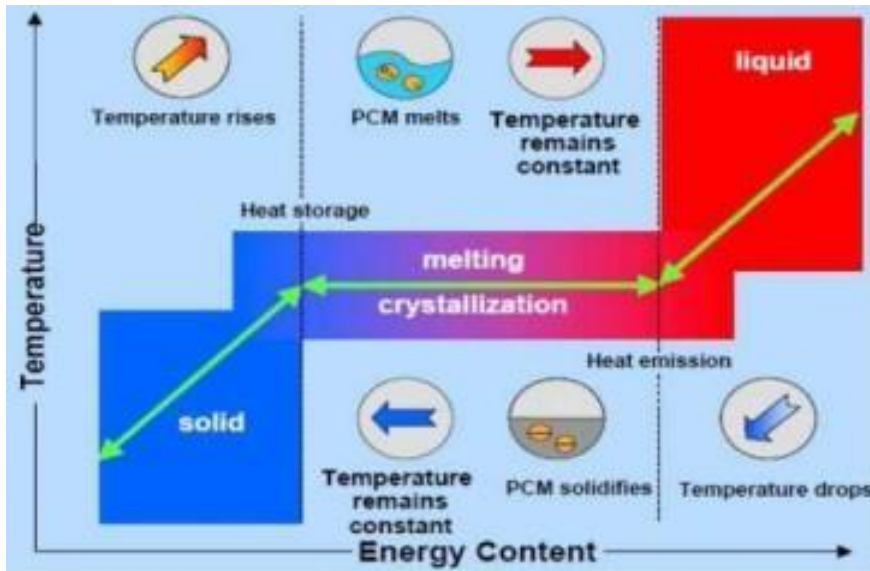 Temperature rises
PCM melts
Temperature
remains
constant
liquid
Heat storage
melting
crystallization
Heat emission
solid
Temperature
remains
constant
PCM solidifies
Temperature drops
Temperature
Energy Content